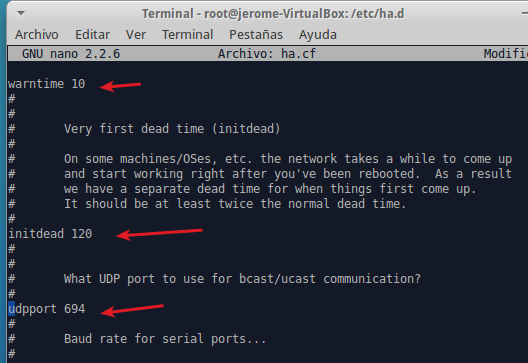 Terminal - root@jerome-VirtualBox: /etc/ha.d
Archivo Editar Ver Terminal Pestañas Ayuda
GNU nano 2.2.6 Archivo: ha.cf Modifi
warntime 10
#
#
# Very first dead time (initdead)
#
# On some machines/OSes, etc. the network takes a while to come up
# and start working right after you've been rebooted. As a result
# we have a separate dead time for when things first come up.
# It should be at least twice the normal dead time.
#
initdead 120
#
#
# What UDP port to use for bcast/ucast communication?
#
udpport 694
#
# Baud rate for serial ports...
#